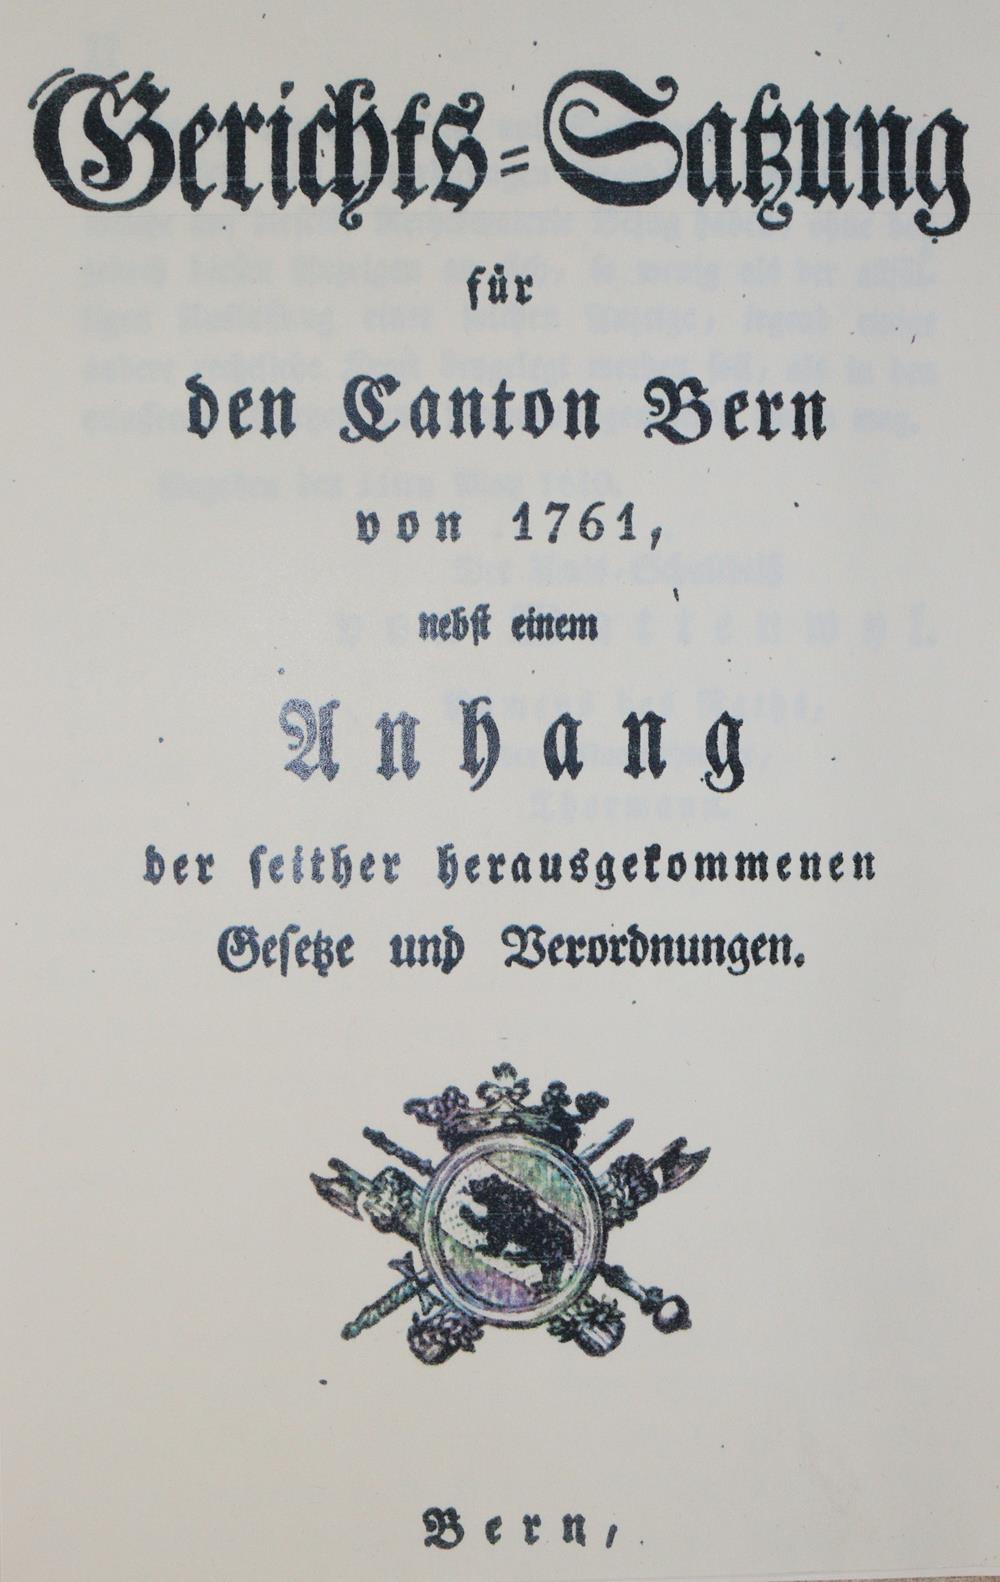 Gerichts=Satzung
für
den Canton Bern
von 1761,
nebst einem
Anhang
der seither herausgekommenen
Gesetze und Verordnungen.
Bern,